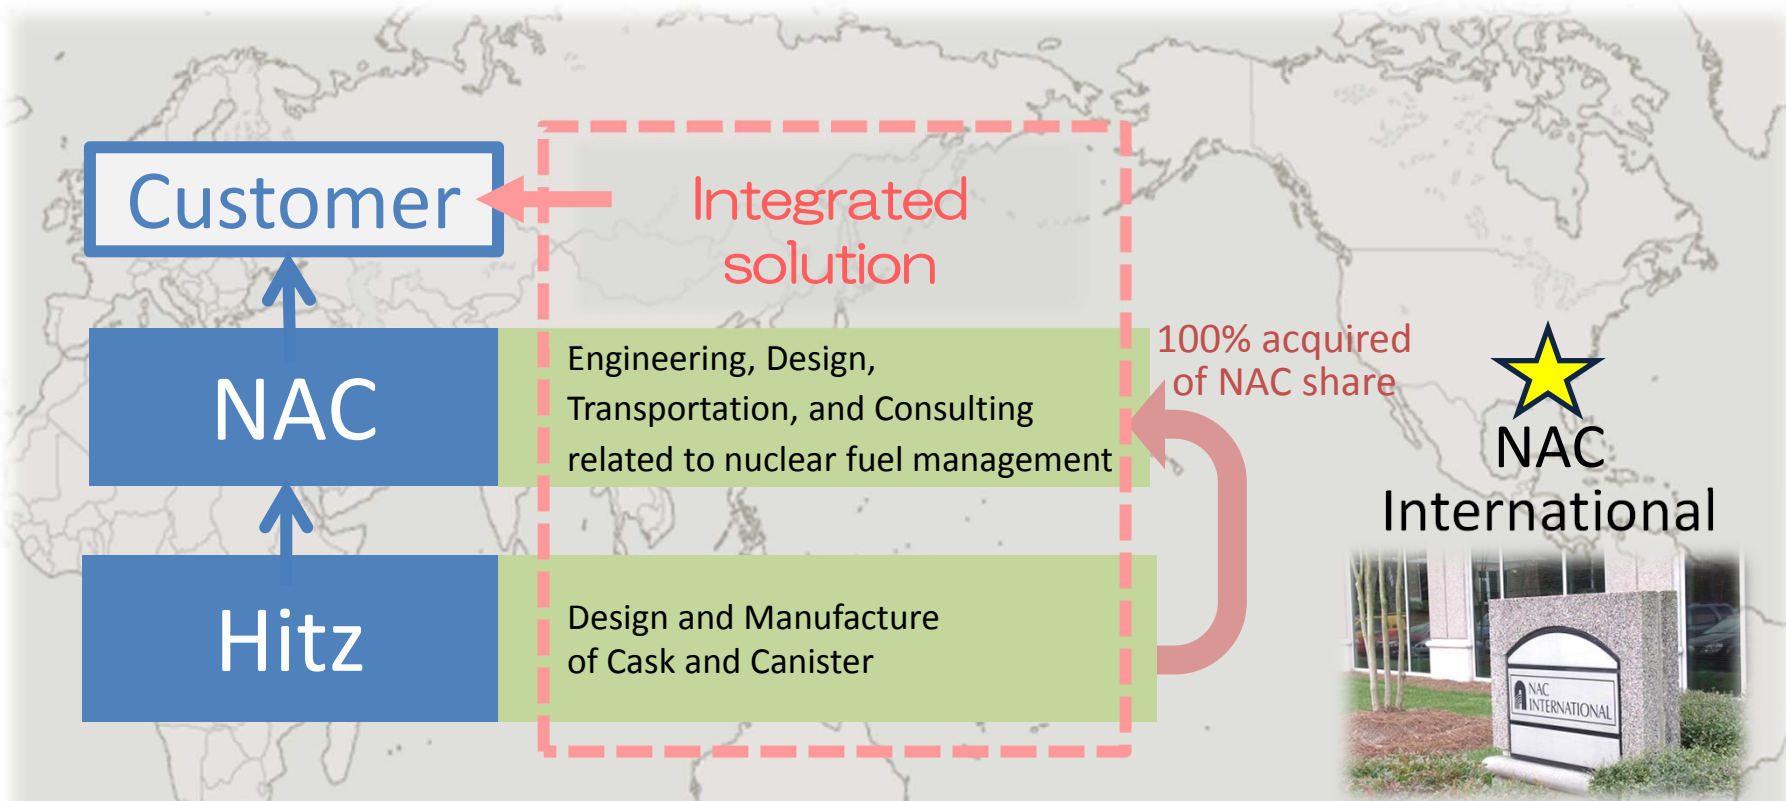 Customer
Integrated
solution
NAC
Engineering, Design,
Transportation, and Consulting
related to nuclear fuel management
100% acquired
of NAC share
NAC
International
Hitz
Design and Manufacture
of Cask and Canister
NAC
INTERNATIONAL